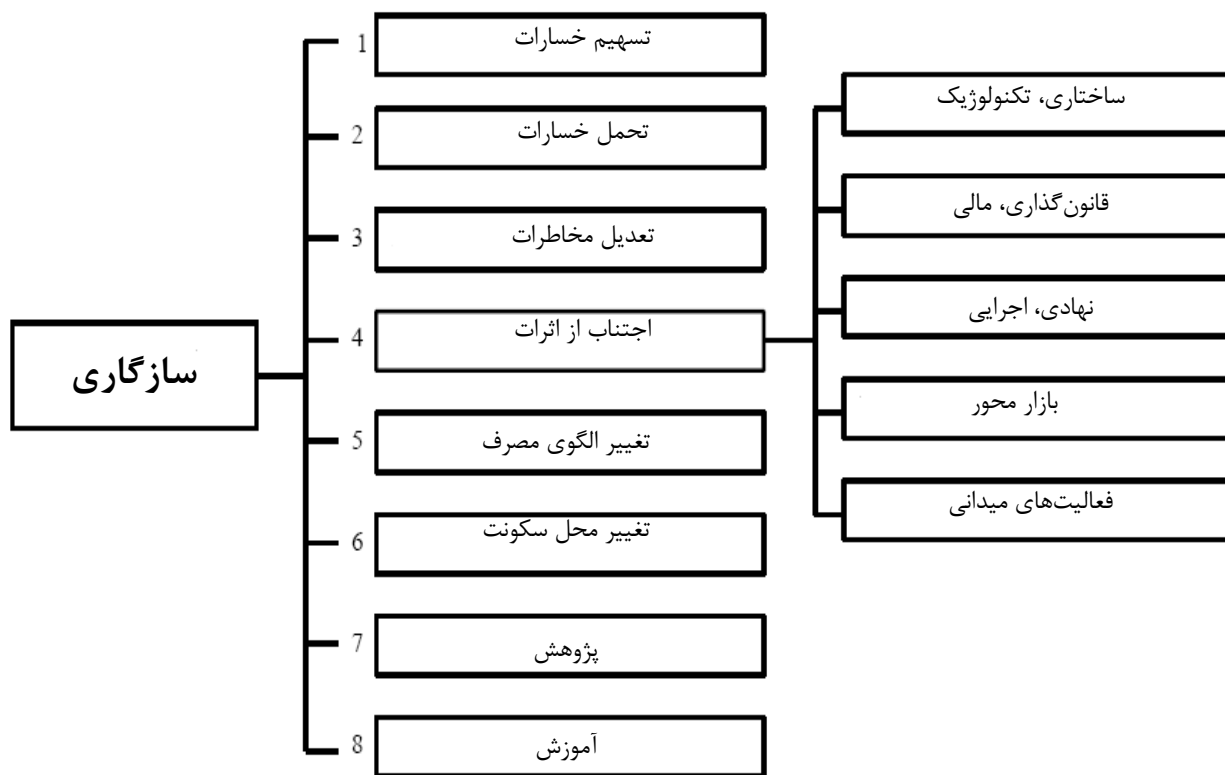 سازگاری
1 تسهیم خسارات
2 تحمل خسارات
3 تعدیل مخاطرات
4 اجتناب از اثرات
5 تغییر الگوی مصرف
6 تغییر محل سکونت
7 پژوهش
8 آموزش
ساختاری، تکنولوژیک
قانون‌گذاری، مالی
نهادی، اجرایی
بازار محور
فعالیت‌های میدانی